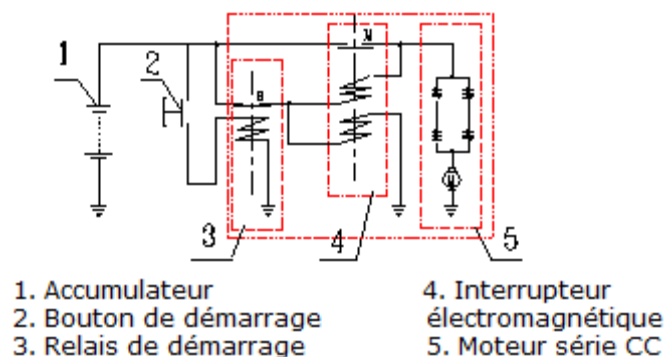 1
2
B
M
M
3
4
5
1. Accumulateur
2. Bouton de démarrage
3. Relais de démarrage
4. Interrupteur
électromagnétique
5. Moteur série CC